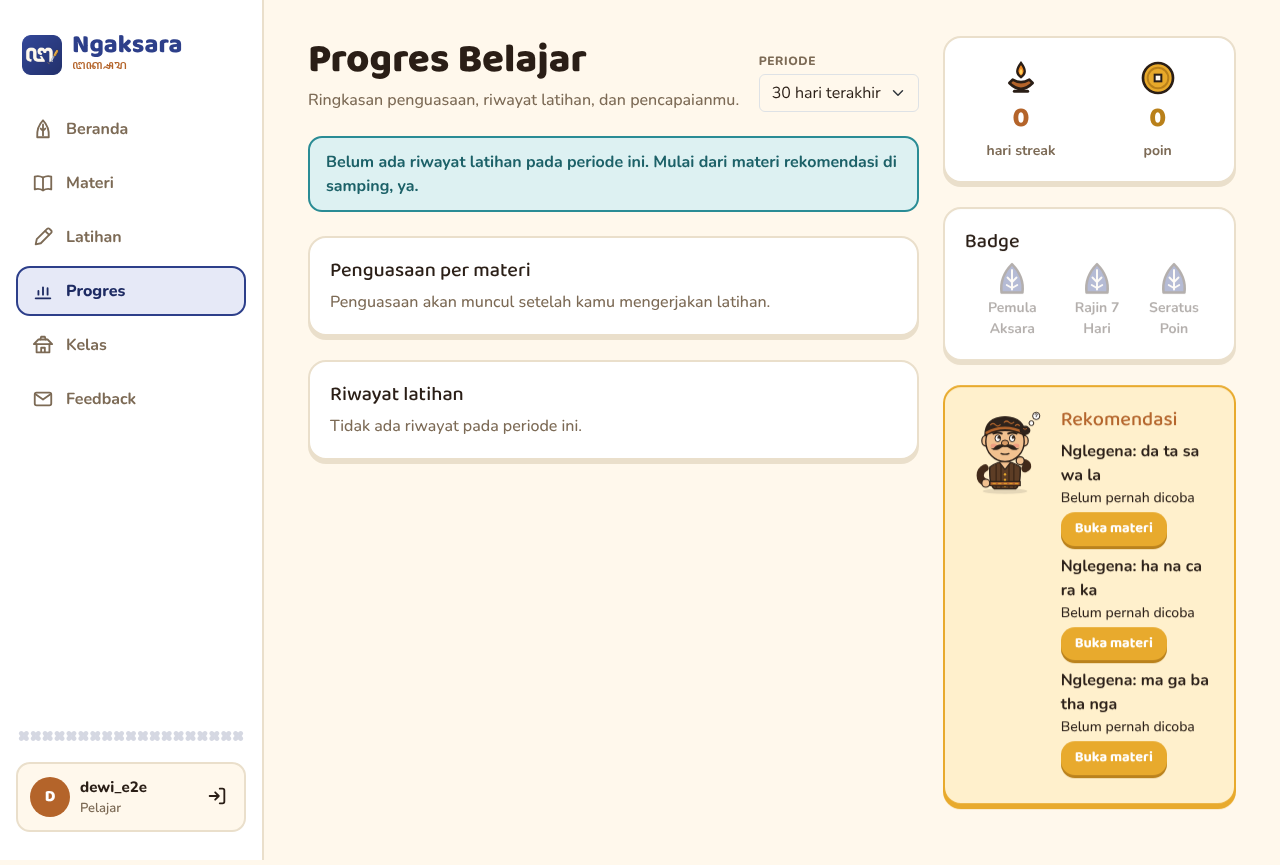 Ngaksara
Beranda
Materi
Latihan
Progres
Kelas
Feedback
D
dewi_e2e
Pelajar
Progres Belajar
Ringkasan penguasaan, riwayat latihan, dan pencapaianmu.
PERIODE
30 hari terakhir
Belum ada riwayat latihan pada periode ini. Mulai dari materi rekomendasi di
samping, ya.
Penguasaan per materi
Penguasaan akan muncul setelah kamu mengerjakan latihan.
Riwayat latihan
Tidak ada riwayat pada periode ini.
0
hari streak
0
poin
Badge
Pemula
Aksara
Rajin 7
Hari
Seratus
Poin
Rekomendasi
Nglegena: da ta sa
wa la
Belum pernah dicoba
Buka materi
Nglegena: ha na ca
ra ka
Belum pernah dicoba
Buka materi
Nglegena: ma ga ba
tha nga
Belum pernah dicoba
Buka materi